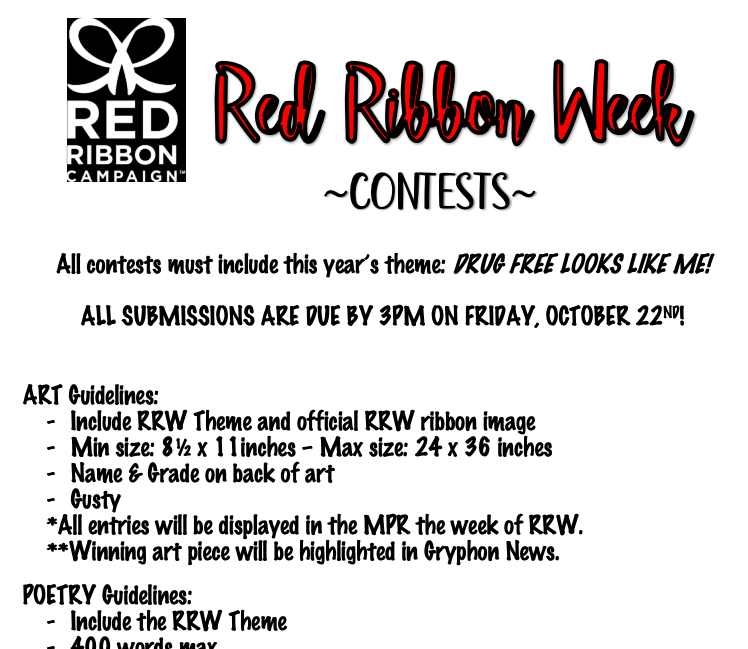 RED
RIBBON
CAMPAIGN™
Red Ribbon Week
~CONTESTS~
All contests must include this year's theme: DRUG FREE LOOKS LIKE ME!
ALL SUBMISSIONS ARE DUE BY 3PM ON FRIDAY, OCTOBER 22ND!
ART Guidelines:
- Include RRW Theme and official RRW ribbon image
- Min size: 8½ x 11inches – Max size: 24 x 36 inches
- Name & Grade on back of art
- Gusty
*All entries will be displayed in the MPR the week of RRW.
**Winning art piece will be highlighted in Gryphon News.
POETRY Guidelines:
- Include the RRW Theme
- 400 words max